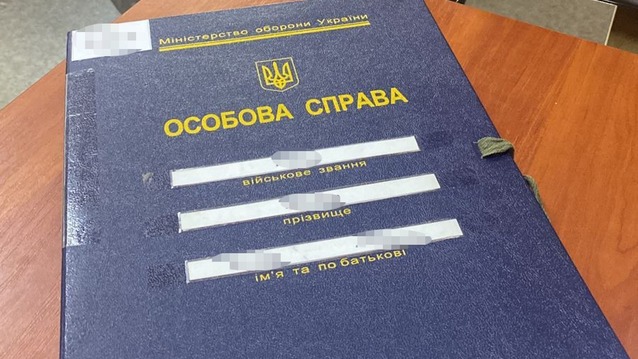 Міністерство оборони України
ОСОБОВА СПРАВА
військове звання
прізвище
ім'я та по батькові